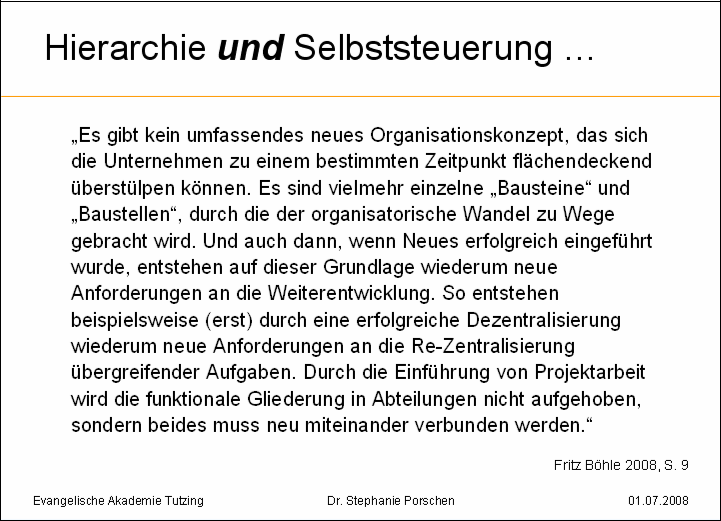 Hierarchie und Selbststeuerung …
„Es gibt kein umfassendes neues Organisationskonzept, das sich
die Unternehmen zu einem bestimmten Zeitpunkt flächendeckend
überstülpen können. Es sind vielmehr einzelne „Bausteine“ und
„Baustellen“, durch die der organisatorische Wandel zu Wege
gebracht wird. Und auch dann, wenn Neues erfolgreich eingeführt
wurde, entstehen auf dieser Grundlage wiederum neue
Anforderungen an die Weiterentwicklung. So entstehen
beispielsweise (erst) durch eine erfolgreiche Dezentralisierung
wiederum neue Anforderungen an die Re-Zentralisierung
übergreifender Aufgaben. Durch die Einführung von Projektarbeit
wird die funktionale Gliederung in Abteilungen nicht aufgehoben,
sondern beides muss neu miteinander verbunden werden.“
Fritz Böhle 2008, S. 9
Evangelische Akademie Tutzing Dr. Stephanie Porschen 01.07.2008